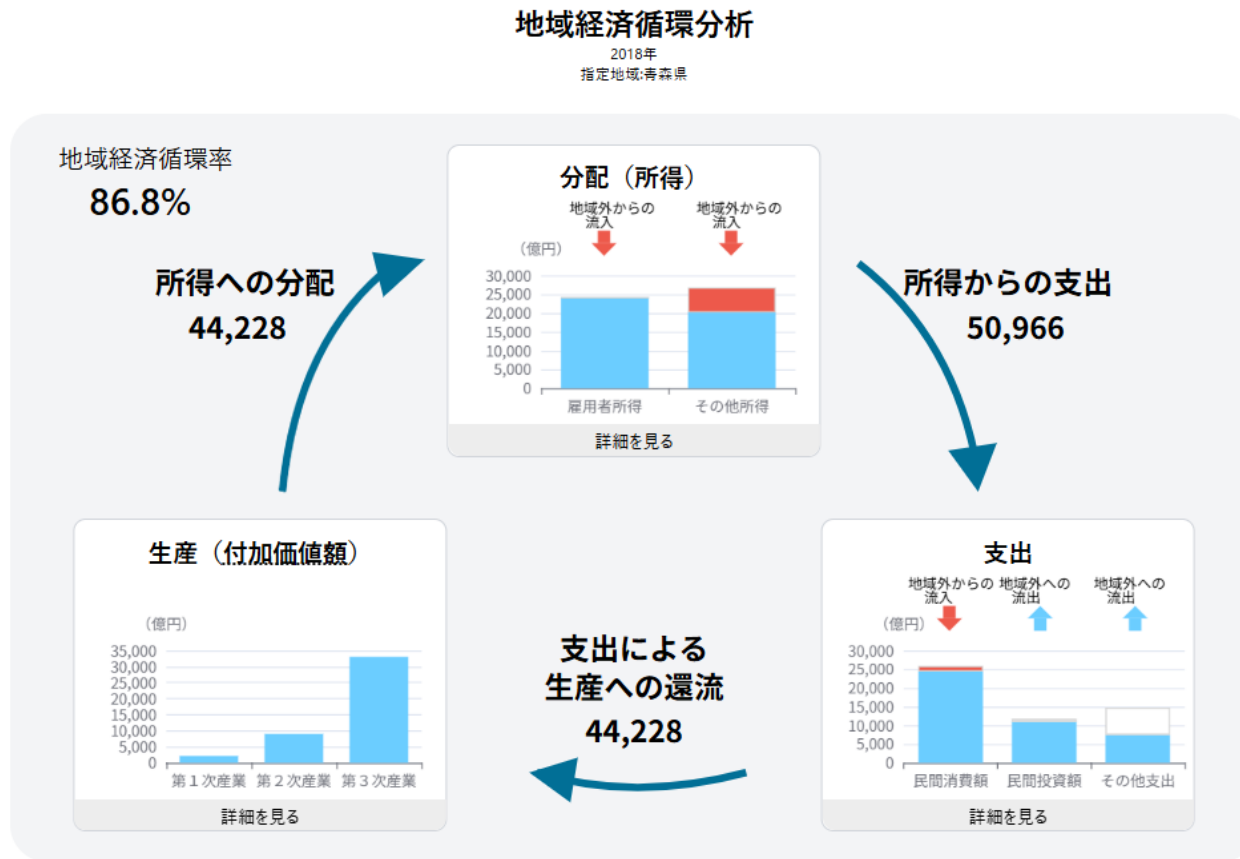 地域経済循環分析
2018年
指定地域:青森県
地域経済循環率
86.8%
分配（所得）
地域外からの
流入
地域外からの
流入
（億円）
30,000
25,000
20,000
15,000
10,000
5,000
0
雇用者所得
その他所得
詳細を見る
所得への分配
44,228
所得からの支出
50,966
生産（付加価値額）
（億円）
35,000
30,000
25,000
20,000
15,000
10,000
5,000
0
第１次産業
第２次産業
第３次産業
詳細を見る
支出による
生産への還流
44,228
支出
地域外からの
流入
地域外への
流出
地域外への
流出
（億円）
30,000
25,000
20,000
15,000
10,000
5,000
0
民間消費額
民間投資額
その他支出
詳細を見る